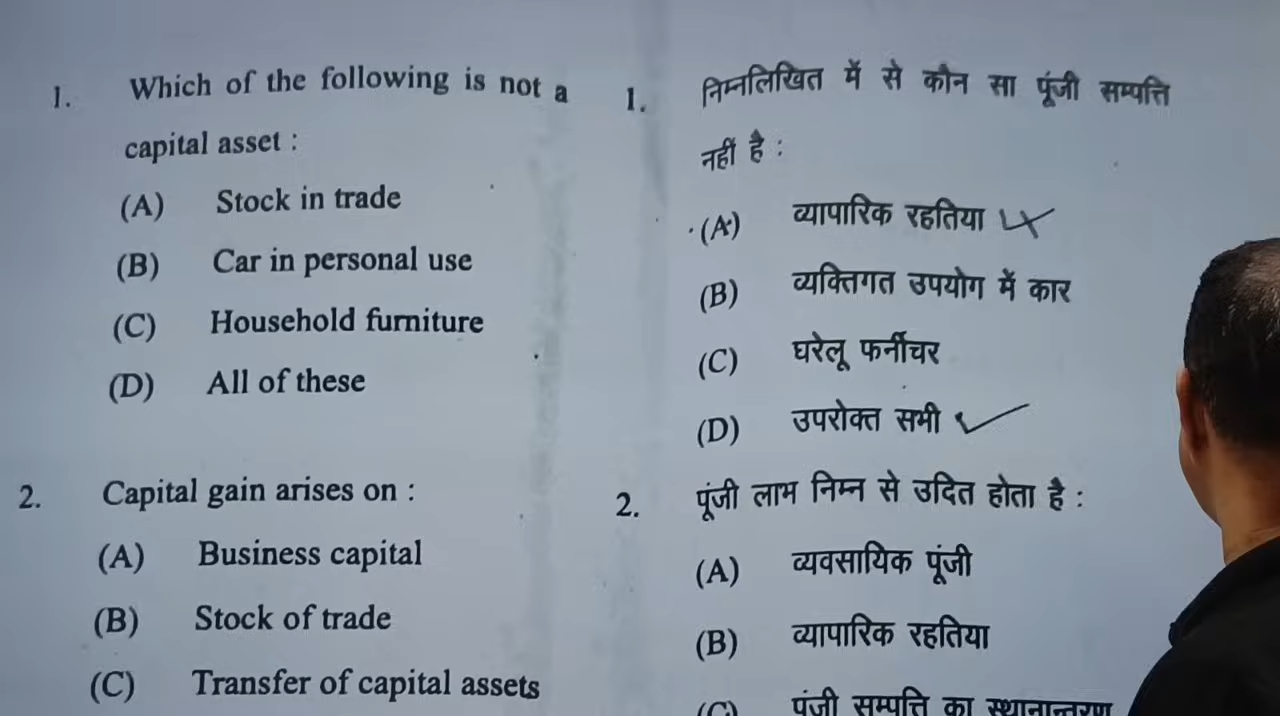 1. Which of the following is not a
capital asset :
(A) Stock in trade
(B) Car in personal use
(C) Household furniture
(D) All of these
2. Capital gain arises on :
(A) Business capital
(B) Stock of trade
(C) Transfer of capital assets
1. निम्नलिखित में से कौन सा पूंजी सम्पत्ति
नहीं है :
(A) व्यापारिक रहतिया
(B) व्यक्तिगत उपयोग में कार
(C) घरेलू फर्नीचर
(D) उपरोक्त सभी
2. पूंजी लाभ निम्न से उदित होता है :
(A) व्यवसायिक पूंजी
(B) व्यापारिक रहतिया
(C) पूंजी सम्पत्ति का स्थानान्तरण